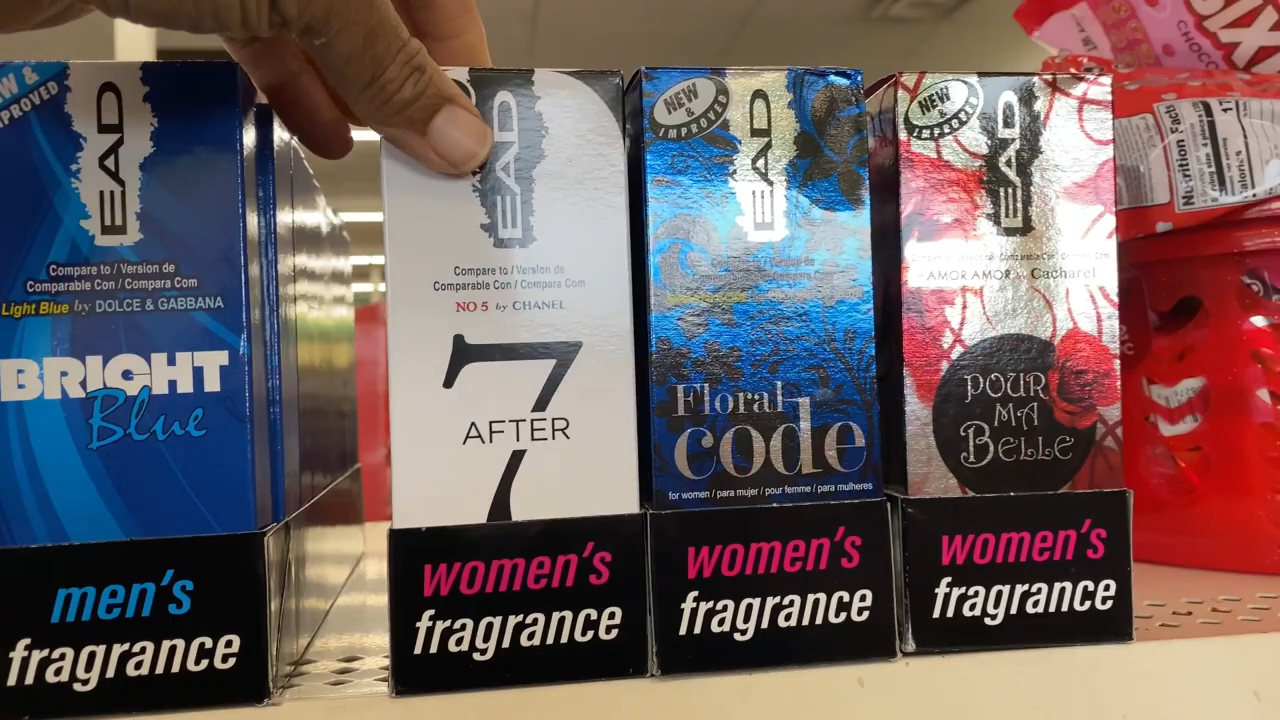 NEW &
IMPROVED
EAD
Compare to / Version de
Comparable Con / Compara Com
Light Blue by DOLCE & GABBANA
BRIGHT
Blue
men's
fragrance
EAD
Compare to / Version de
Comparable Con / Compara Com
NO 5 by CHANEL
7
AFTER
women's
fragrance
NEW
&
IMPROVED
EAD
Floral
code
for women / para mujer / pour femme / para mulheres
women's
fragrance
NEW
&
IMPROVED
EAD
AMOR AMOR by Cacharel
POUR
MA
BELLE
women's
fragrance
Nutrition Facts
CHOC